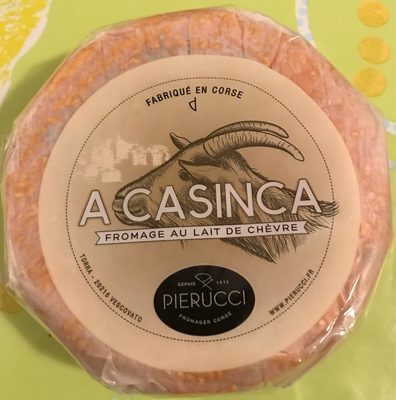 FABRIQUÉ EN CORSE
A CASINCA
FROMAGE AU LAIT DE CHÈVRE
TORRA - 20215 VESCOVATO
DEPUIS 1912
PIERUCCI
FROMAGER CORSE
WWW.PIERUCCI.FR